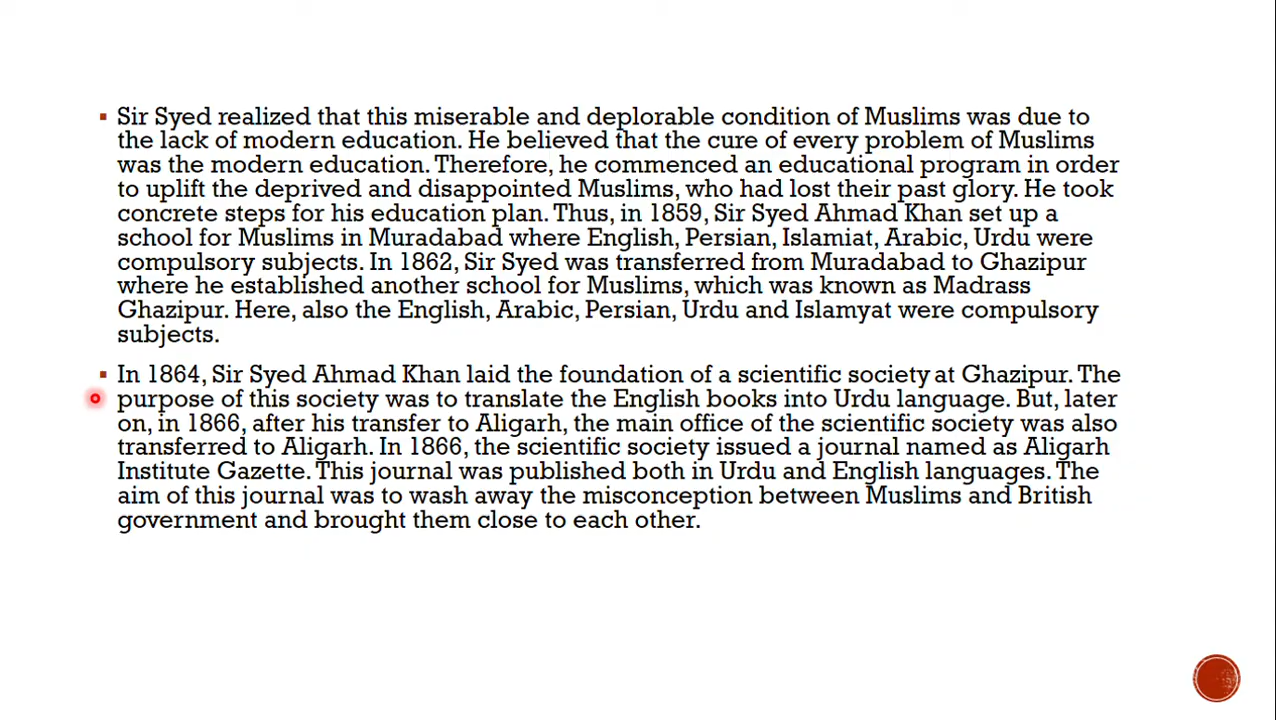 Sir Syed realized that this miserable and deplorable condition of Muslims was due to
the lack of modern education. He believed that the cure of every problem of Muslims
was the modern education. Therefore, he commenced an educational program in order
to uplift the deprived and disappointed Muslims, who had lost their past glory. He took
concrete steps for his education plan. Thus, in 1859, Sir Syed Ahmad Khan set up a
school for Muslims in Muradabad where English, Persian, Islamiat, Arabic, Urdu were
compulsory subjects. In 1862, Sir Syed was transferred from Muradabad to Ghazipur
where he established another school for Muslims, which was known as Madrass
Ghazipur. Here, also the English, Arabic, Persian, Urdu and Islamyat were compulsory
subjects.
In 1864, Sir Syed Ahmad Khan laid the foundation of a scientific society at Ghazipur. The
purpose of this society was to translate the English books into Urdu language. But, later
on, in 1866, after his transfer to Aligarh, the main office of the scientific society was also
transferred to Aligarh. In 1866, the scientific society issued a journal named as Aligarh
Institute Gazette. This journal was published both in Urdu and English languages. The
aim of this journal was to wash away the misconception between Muslims and British
government and brought them close to each other.